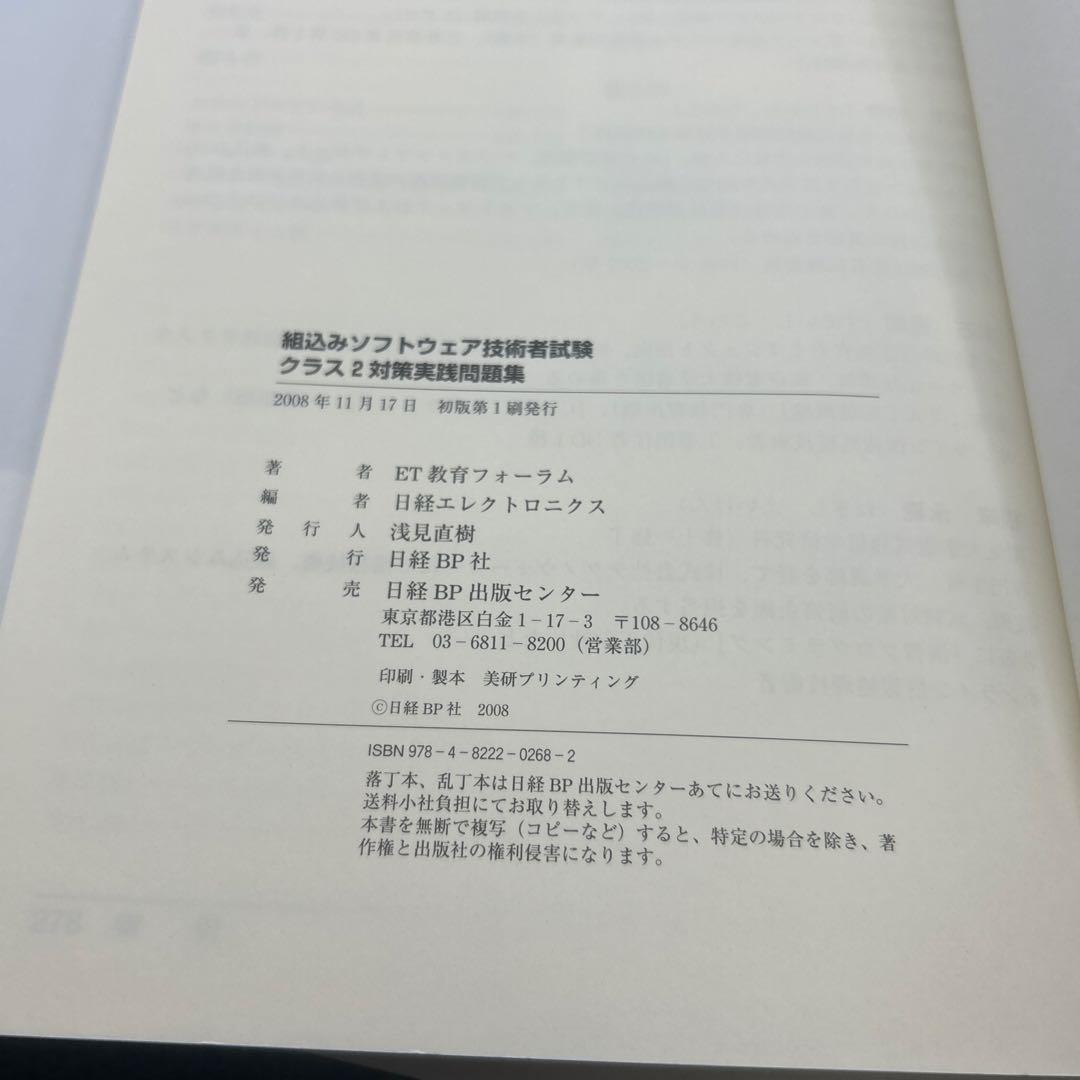 組込みソフトウェア技術者試験
クラス2対策実践問題集
2008年11月17日 初版第1刷発行
著 者 ET教育フォーラム
編 者 日経エレクトロニクス
発 行 人 浅見直樹
発 行 日経BP社
発 売 日経BP出版センター
東京都港区白金1-17-3 〒108-8646
TEL 03-6811-8200（営業部）
印刷・製本 美研プリンティング
©日経BP社 2008
ISBN 978-4-8222-0268-2
落丁本、乱丁本は日経BP出版センターあてにお送りください。
送料小社負担にてお取り替えします。
本書を無断で複写（コピーなど）すると、特定の場合を除き、著
作権と出版社の権利侵害になります。